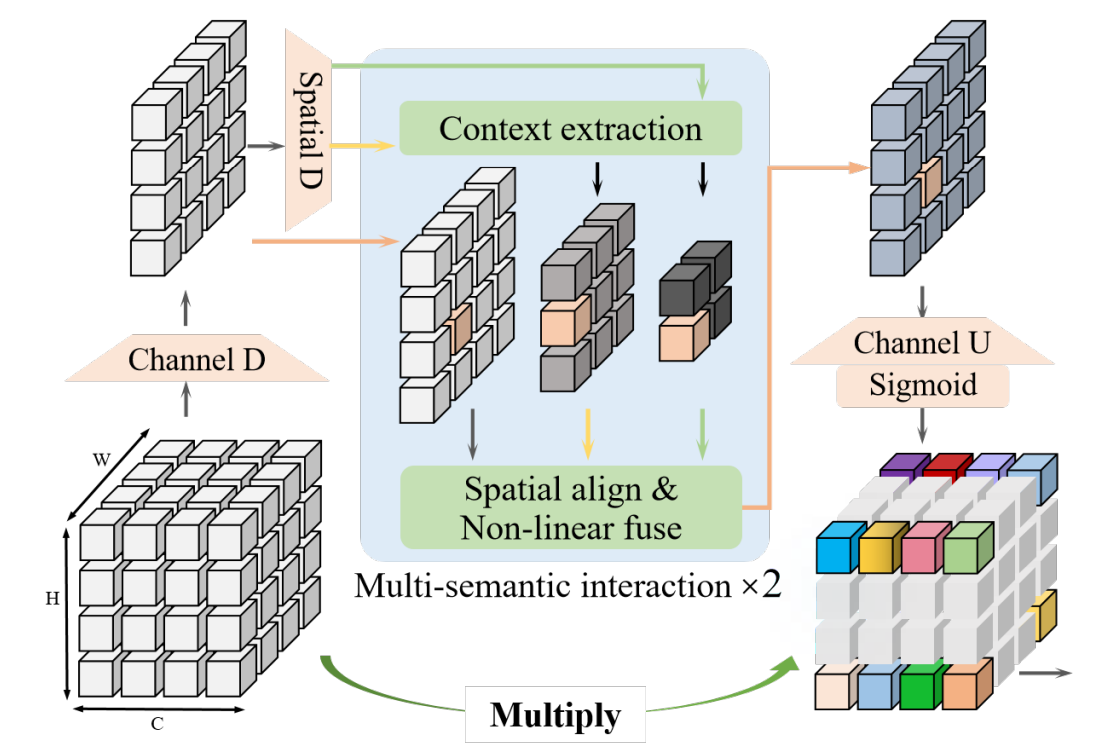 Spatial D
Context extraction
Channel D
Channel U
Sigmoid
W
H
C
Spatial align &
Non-linear fuse
Multi-semantic interaction ×2
Multiply